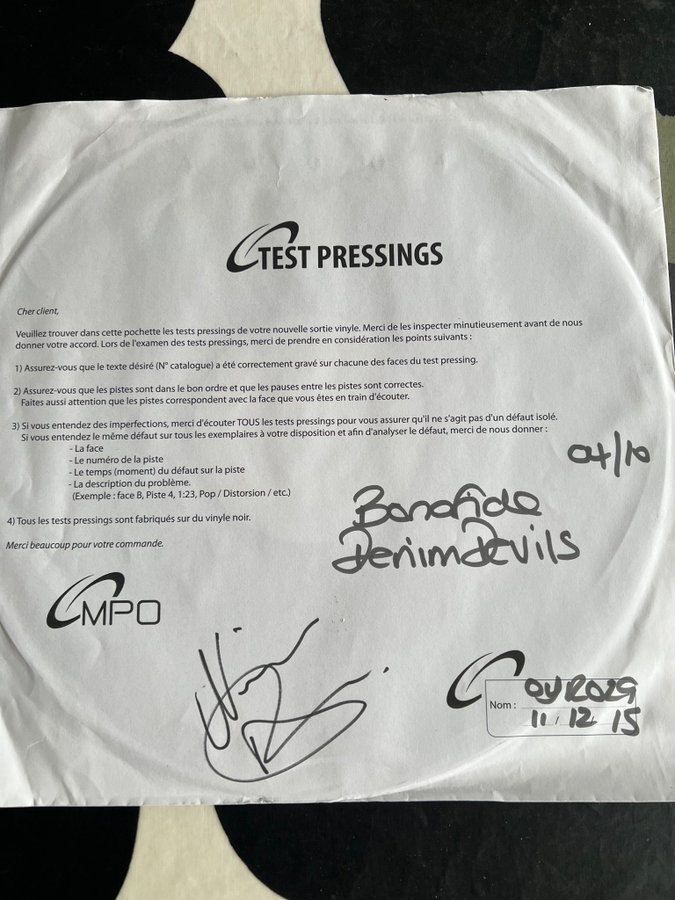 TEST PRESSINGS
Cher client,
Veuillez trouver dans cette pochette les tests pressings de votre nouvelle sortie vinyle. Merci de les inspecter minutieusement avant de nous
donner votre accord. Lors de l'examen des tests pressings, merci de prendre en considération les points suivants :
1) Assurez-vous que le texte désiré (N° catalogue) a été correctement gravé sur chacune des faces du test pressing.
2) Assurez-vous que les pistes sont dans le bon ordre et que les pauses entre les pistes sont correctes.
Faites aussi attention que les pistes correspondent avec la face que vous êtes en train d'écouter.
3) Si vous entendez des imperfections, merci d'écouter TOUS les tests pressings pour vous assurer qu'il ne s'agit pas d'un défaut isolé.
Si vous entendez le même défaut sur tous les exemplaires à votre disposition et afin d'analyser le défaut, merci de nous donner :
- La face
- Le numéro de la piste
- Le temps (moment) du défaut sur la piste
- La description du problème.
(Exemple : face B, Piste 4, 1:23, Pop / Distorsion / etc.)
04/10
4) Tous les tests pressings sont fabriqués sur du vinyle noir.
Bonafide
DenimDevils
Merci beaucoup pour votre commande.
MPO
Nom :
11/12/15